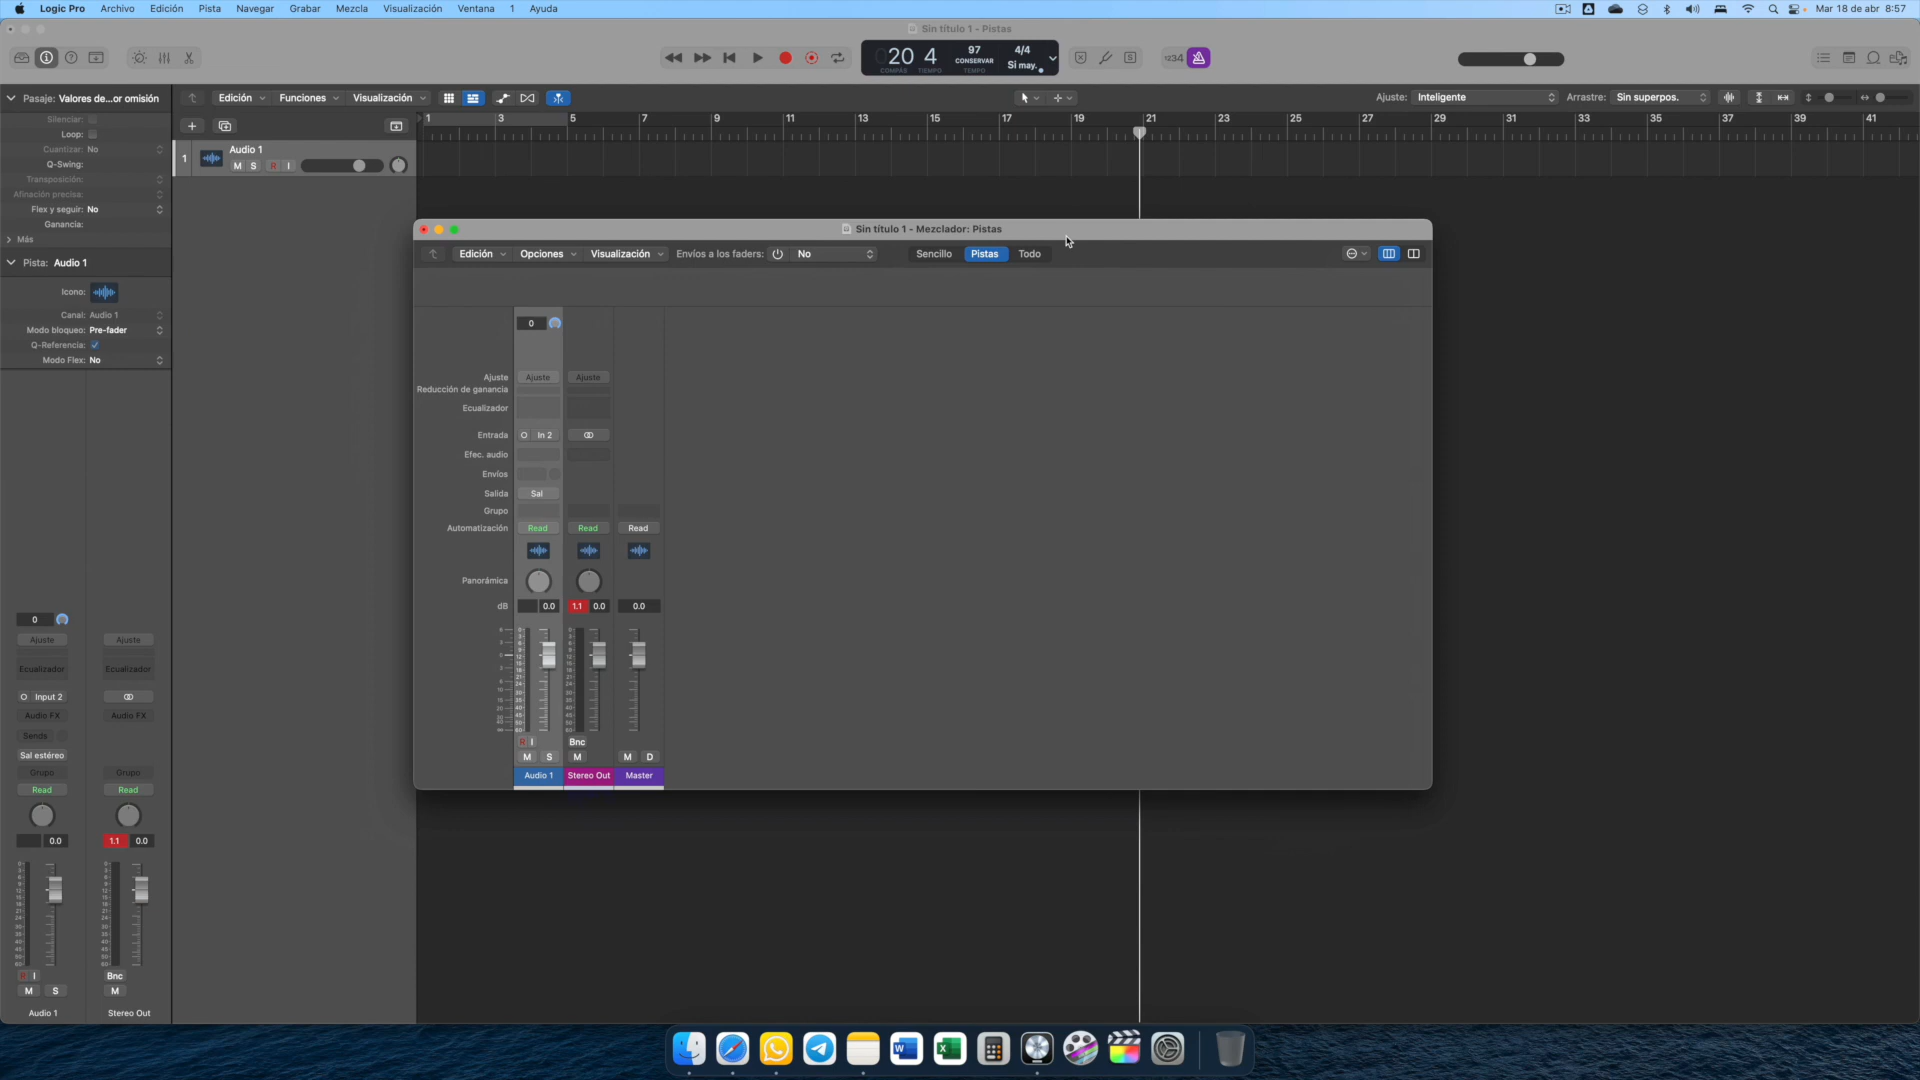 Logic Pro Archivo Edición Pista Navegar Grabar Mezcla Visualización Ventana 1 Ayuda Mar 18 de abr 8:57
Sin título 1 - Pistas
20 4 97 CONSERVAR TEMPO 4/4 Si may.
COMPÁS TIEMPO
1234
Pasaje: Valores de...or omisión
Edición Funciones Visualización
Ajuste: Inteligente Arrastre: Sin superpos.
Silenciar:
Loop:
Cuantizar: No
Q-Swing:
Transposición:
Afinación precisa:
Flex y seguir: No
Ganancia:
Más
Pista: Audio 1
Icono:
Canal: Audio 1
Modo bloqueo: Pre-fader
Q-Referencia:
Modo Flex: No
1 3 5 7 9 11 13 15 17 19 21 23 25 27 29 31 33 35 37 39 41
1 Audio 1
M S R I
Sin título 1 - Mezclador: Pistas
Edición Opciones Visualización Envíos a los faders: No Sencillo Pistas Todo
0
Ajuste Ajuste Ajuste
Reducción de ganancia
Ecualizador
Entrada In 2
Efec. audio
Envíos
Salida Sal
Grupo
Automatización Read Read Read
Panorámica
dB 0.0 1.1 0.0 0.0
R I Bnc
M S M M D
Audio 1 Stereo Out Master
0
Ajuste Ajuste
Ecualizador Ecualizador
Input 2
Audio FX Audio FX
Sends
Sal estéreo
Grupo Grupo
Read Read
0.0 1.1 0.0
R I Bnc
M S M
Audio 1 Stereo Out